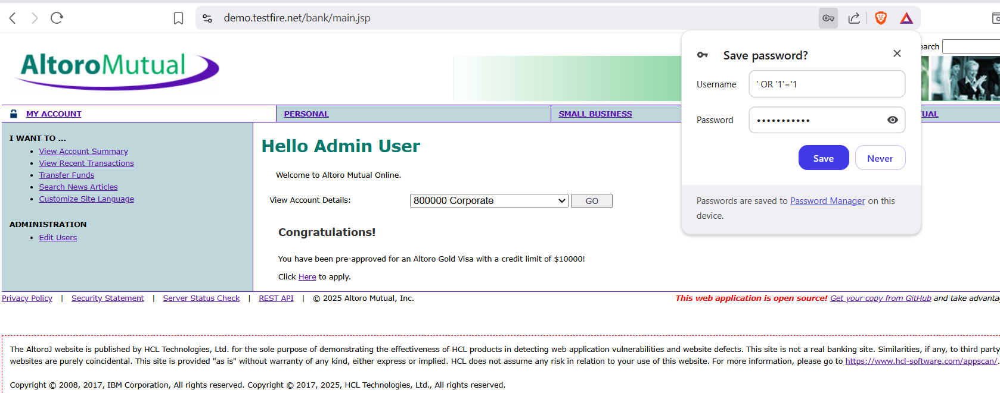 demo.testfire.net/bank/main.jsp
AltoroMutual
earch
MY ACCOUNT
PERSONAL
SMALL BUSINESS
UAL
Save password?
Username
' OR '1'='1
Password
•••••••••••
Save
Never
Passwords are saved to Password Manager on this
device.
I WANT TO ...
• View Account Summary
• View Recent Transactions
• Transfer Funds
• Search News Articles
• Customize Site Language
ADMINISTRATION
• Edit Users
Hello Admin User
Welcome to Altoro Mutual Online.
View Account Details:
800000 Corporate
GO
Congratulations!
You have been pre-approved for an Altoro Gold Visa with a credit limit of $10000!
Click Here to apply.
Privacy Policy | Security Statement | Server Status Check | REST API | © 2025 Altoro Mutual, Inc.
This web application is open source! Get your copy from GitHub and take advanta
The AltoroJ website is published by HCL Technologies, Ltd. for the sole purpose of demonstrating the effectiveness of HCL products in detecting web application vulnerabilities and website defects. This site is not a real banking site. Similarities, if any, to third party
websites are purely coincidental. This site is provided "as is" without warranty of any kind, either express or implied. HCL does not assume any risk in relation to your use of this website. For more information, please go to https://www.hcl-software.com/appscan/.
Copyright © 2008, 2017, IBM Corporation, All rights reserved. Copyright © 2017, 2025, HCL Technologies, Ltd., All rights reserved.